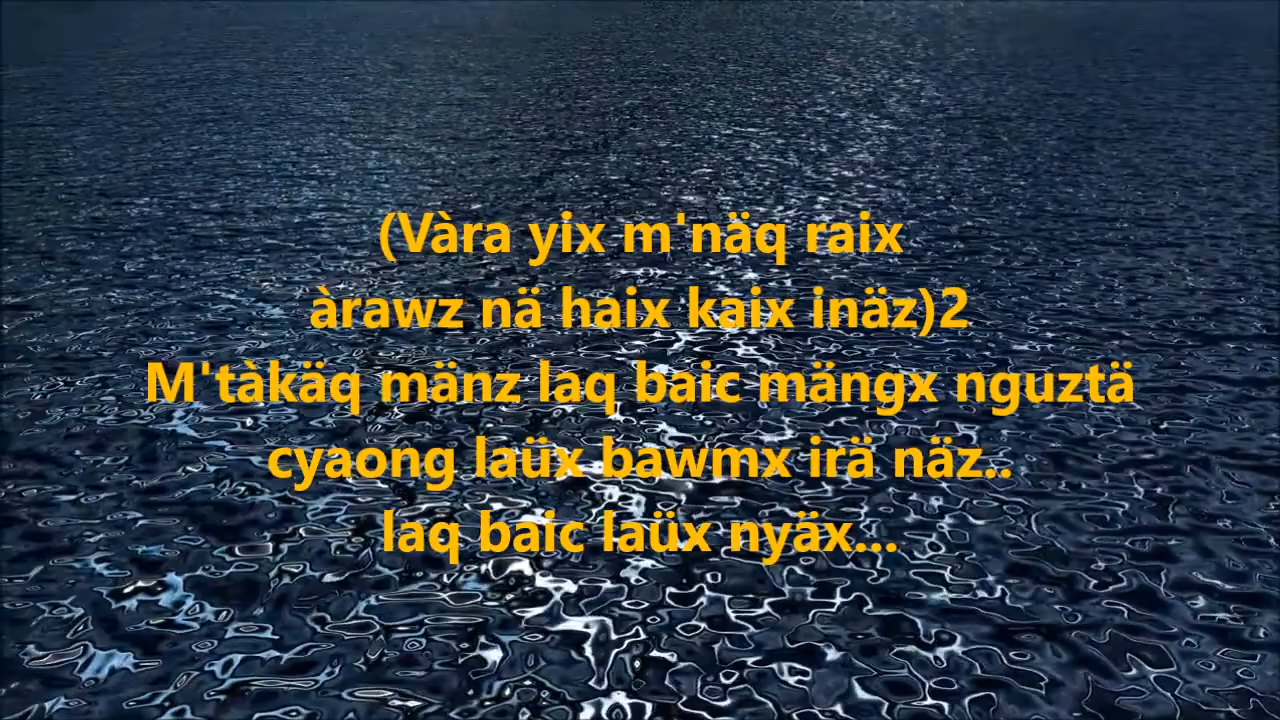 (Vàra yix m'näq raix
àrawz nä haix kaix inäz)2
M'tàkäq mänz laq baic mängx nguztä
cyaong laüx bawmx irä näz..
laq baic laüx nyäx...